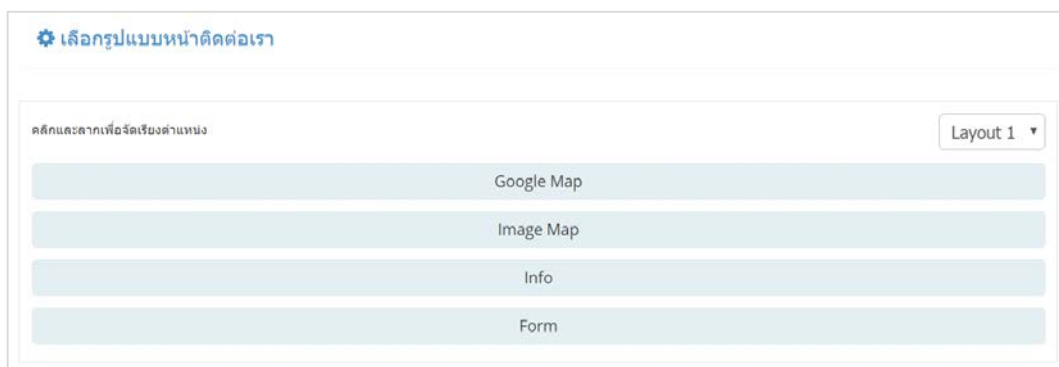 เลือกรูปแบบหน้าติดต่อเรา
คลิกและลากเพื่อจัดเรียงตำแหน่ง
Layout 1
Google Map
Image Map
Info
Form